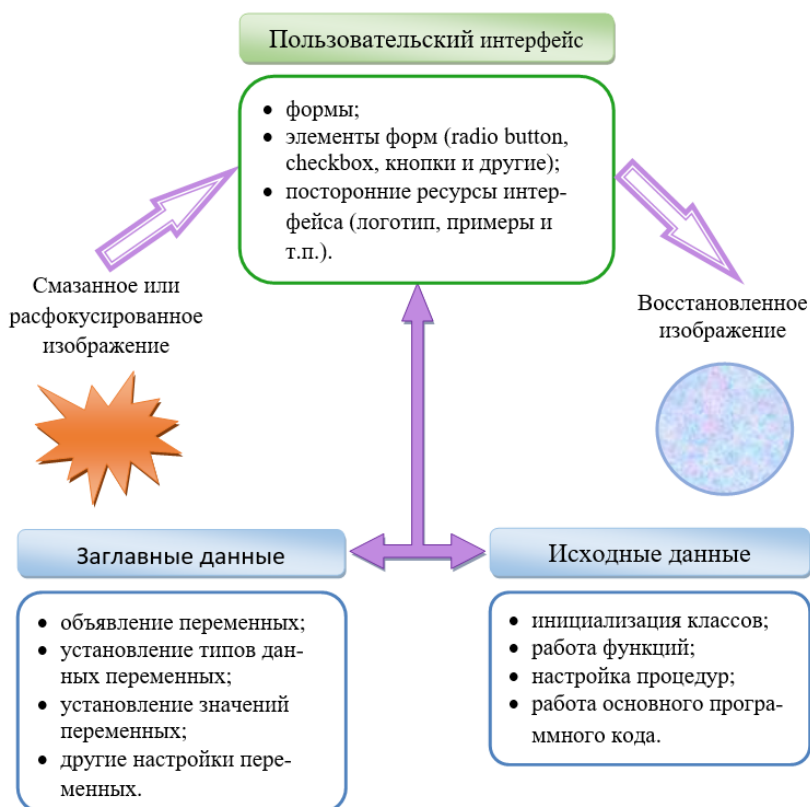 Пользовательский интерфейс
• формы;
• элементы форм (radio button,
checkbox, кнопки и другие);
• посторонние ресурсы интер-
фейса (логотип, примеры и
т.п.).
Смазанное или
расфокусированное
изображение
Восстановленное
изображение
Заглавные данные
• объявление переменных;
• установление типов дан-
ных переменных;
• установление значений
переменных;
• другие настройки пере-
менных.
Исходные данные
• инициализация классов;
• работа функций;
• настройка процедур;
• работа основного програ-
ммного кода.